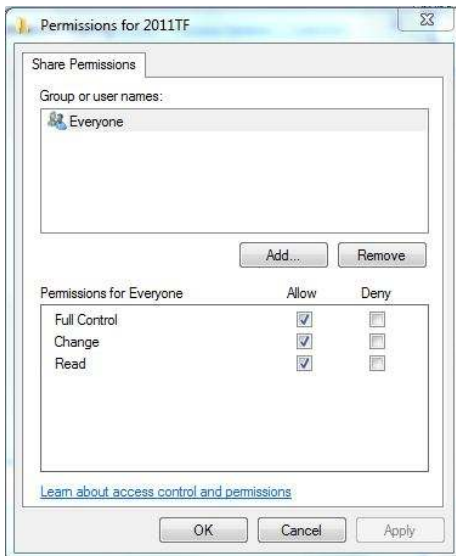 Permissions for 2011TF
Share Permissions
Group or user names:
Everyone
Add... Remove
Permissions for Everyone Allow Deny
Full Control
Change
Read
Learn about access control and permissions
OK Cancel Apply